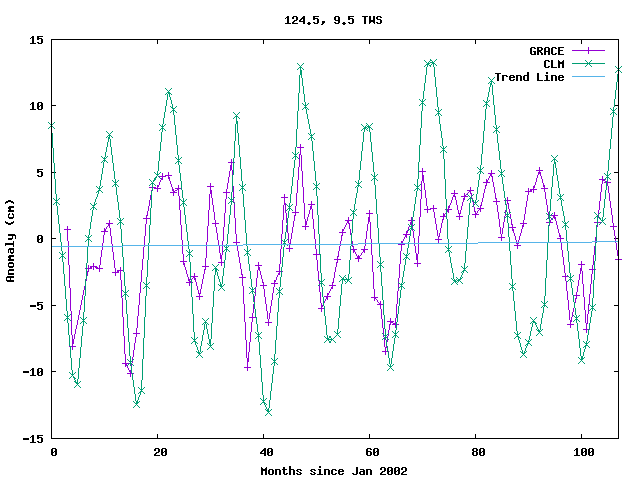 124.5, 9.5 TWS
GRACE
CLM
Trend Line
15
10
5
0
-5
-10
-15
Anomaly (cm)
0 20 40 60 80 100
Months since Jan 2002